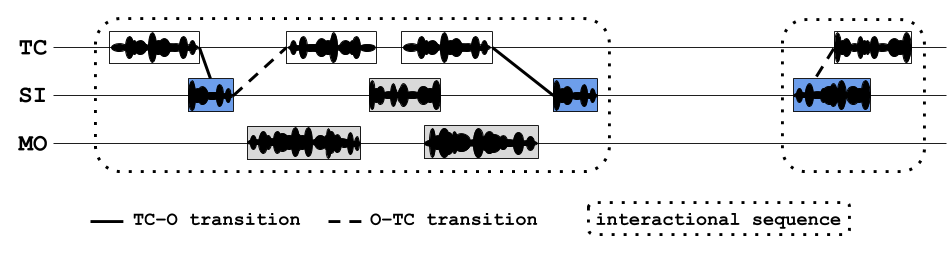 TC
SI
MO
TC-O transition O-TC transition interactional sequence